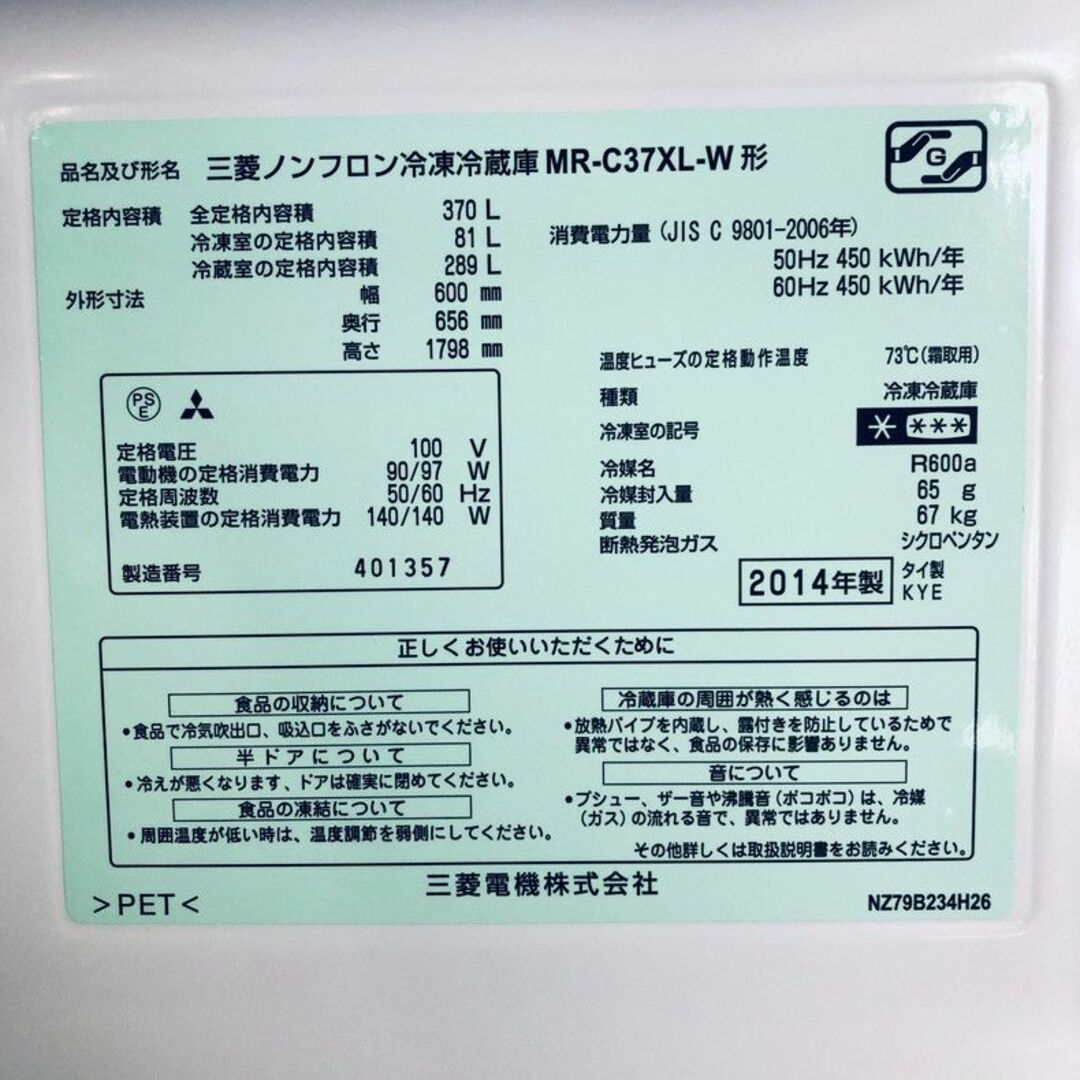 品名及び形名 三菱ノンフロン冷凍冷蔵庫 MR-C37XL-W 形
G
定格内容積 全定格内容積 370 L
冷凍室の定格内容積 81 L
冷蔵室の定格内容積 289 L
外形寸法 幅 600 mm
奥行 656 mm
高さ 1798 mm
消費電力量 (JIS C 9801-2006年)
50Hz 450 kWh/年
60Hz 450 kWh/年
PS
E
定格電圧 100 V
電動機の定格消費電力 90/97 W
定格周波数 50/60 Hz
電熱装置の定格消費電力 140/140 W
製造番号 401357
温度ヒューズの定格動作温度 73℃(霜取用)
種類 冷凍冷蔵庫
冷凍室の記号 * ***
冷媒名 R600a
冷媒封入量 65 g
質量 67 kg
断熱発泡ガス シクロペンタン
2014年製 タイ製
KYE
正しくお使いいただくために
食品の収納について
•食品で冷気吹出口、吸込口をふさがないでください。
半ドアについて
•冷えが悪くなります、ドアは確実に閉めてください。
食品の凍結について
•周囲温度が低い時は、温度調節を弱側にしてください。
冷蔵庫の周囲が熱く感じるのは
•放熱パイプを内蔵し、露付きを防止しているためで
異常ではなく、食品の保存に影響ありません。
音について
•プシュー、ザー音や沸騰音(ポコポコ)は、冷媒
(ガス)の流れる音で、異常ではありません。
その他詳しくは取扱説明書をお読みください。
>PET<
三菱電機株式会社
NZ79B234H26